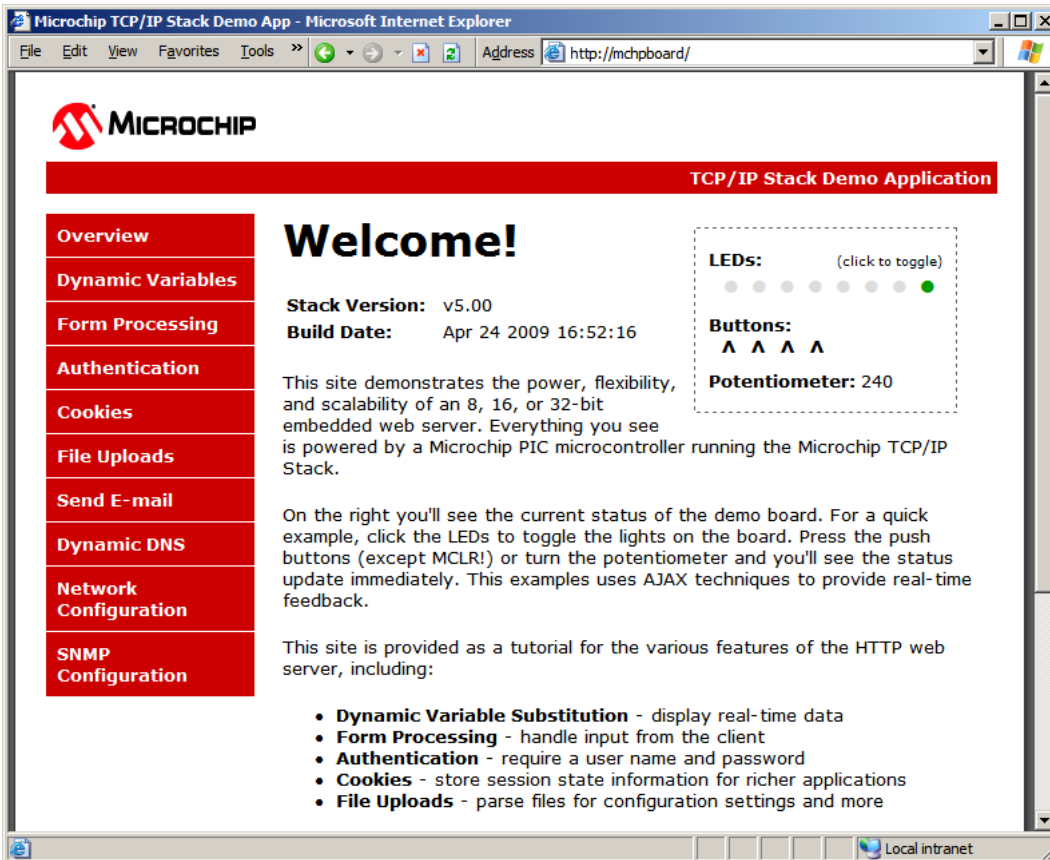 Microchip TCP/IP Stack Demo App - Microsoft Internet Explorer
File Edit View Favorites Tools » Address http://mchpboard/
MICROCHIP
TCP/IP Stack Demo Application
Overview
Dynamic Variables
Form Processing
Authentication
Cookies
File Uploads
Send E-mail
Dynamic DNS
Network
Configuration
SNMP
Configuration
Welcome!
Stack Version: v5.00
Build Date: Apr 24 2009 16:52:16
LEDs: (click to toggle)
Buttons:
Λ Λ Λ Λ
Potentiometer: 240
This site demonstrates the power, flexibility,
and scalability of an 8, 16, or 32-bit
embedded web server. Everything you see
is powered by a Microchip PIC microcontroller running the Microchip TCP/IP
Stack.
On the right you'll see the current status of the demo board. For a quick
example, click the LEDs to toggle the lights on the board. Press the push
buttons (except MCLR!) or turn the potentiometer and you'll see the status
update immediately. This examples uses AJAX techniques to provide real-time
feedback.
This site is provided as a tutorial for the various features of the HTTP web
server, including:
• Dynamic Variable Substitution - display real-time data
• Form Processing - handle input from the client
• Authentication - require a user name and password
• Cookies - store session state information for richer applications
• File Uploads - parse files for configuration settings and more
Local intranet